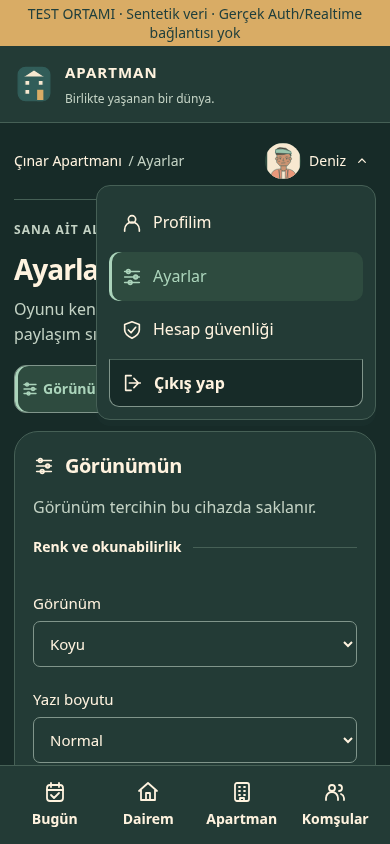 TEST ORTAMI · Sentetik veri · Gerçek Auth/Realtime
bağlantısı yok
APARTMAN
Birlikte yaşanan bir dünya.
Çınar Apartmanı / Ayarlar
Deniz
Profilim
Ayarlar
Hesap güvenliği
Çıkış yap
SANA AİT AL
Ayarla
Oyunu ken
paylaşım sı
Görünü
Görünümün
Görünüm tercihin bu cihazda saklanır.
Renk ve okunabilirlik
Görünüm
Koyu
Yazı boyutu
Normal
Bugün
Dairem
Apartman
Komşular